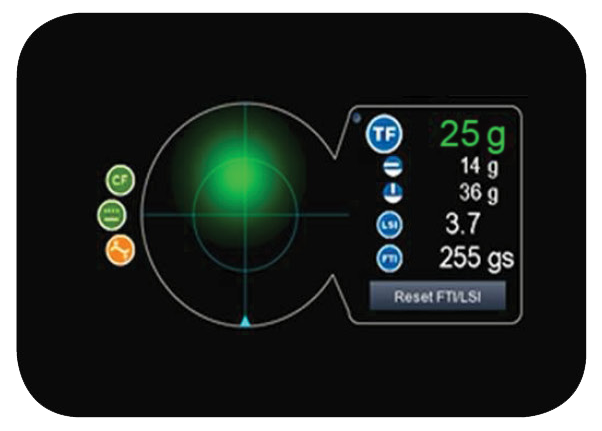 TF 25 g
14 g
36 g
CF
LSI 3.7
FTI 255 gs
Reset FTI/LSI